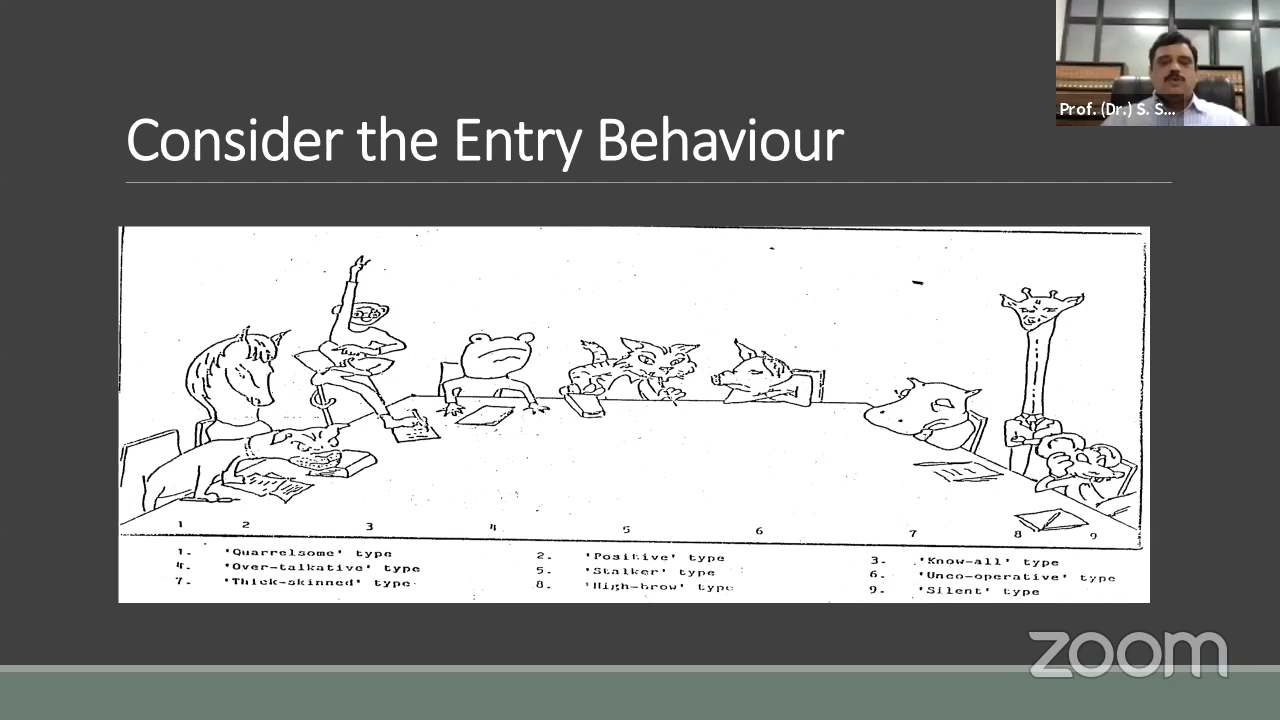 Prof. (Dr.) S. S...
Consider the Entry Behaviour
1 2 3 4 5 6 7 8 9
1. 'Quarrelsome' type 2. 'Positive' type 3. 'Know-all' type
4. 'Over-talkative' type 5. 'Stalker' type 6. 'Unco-operative' type
7. 'Thick-skinned' type 8. 'High-brow' type 9. 'Silent' type
zoom